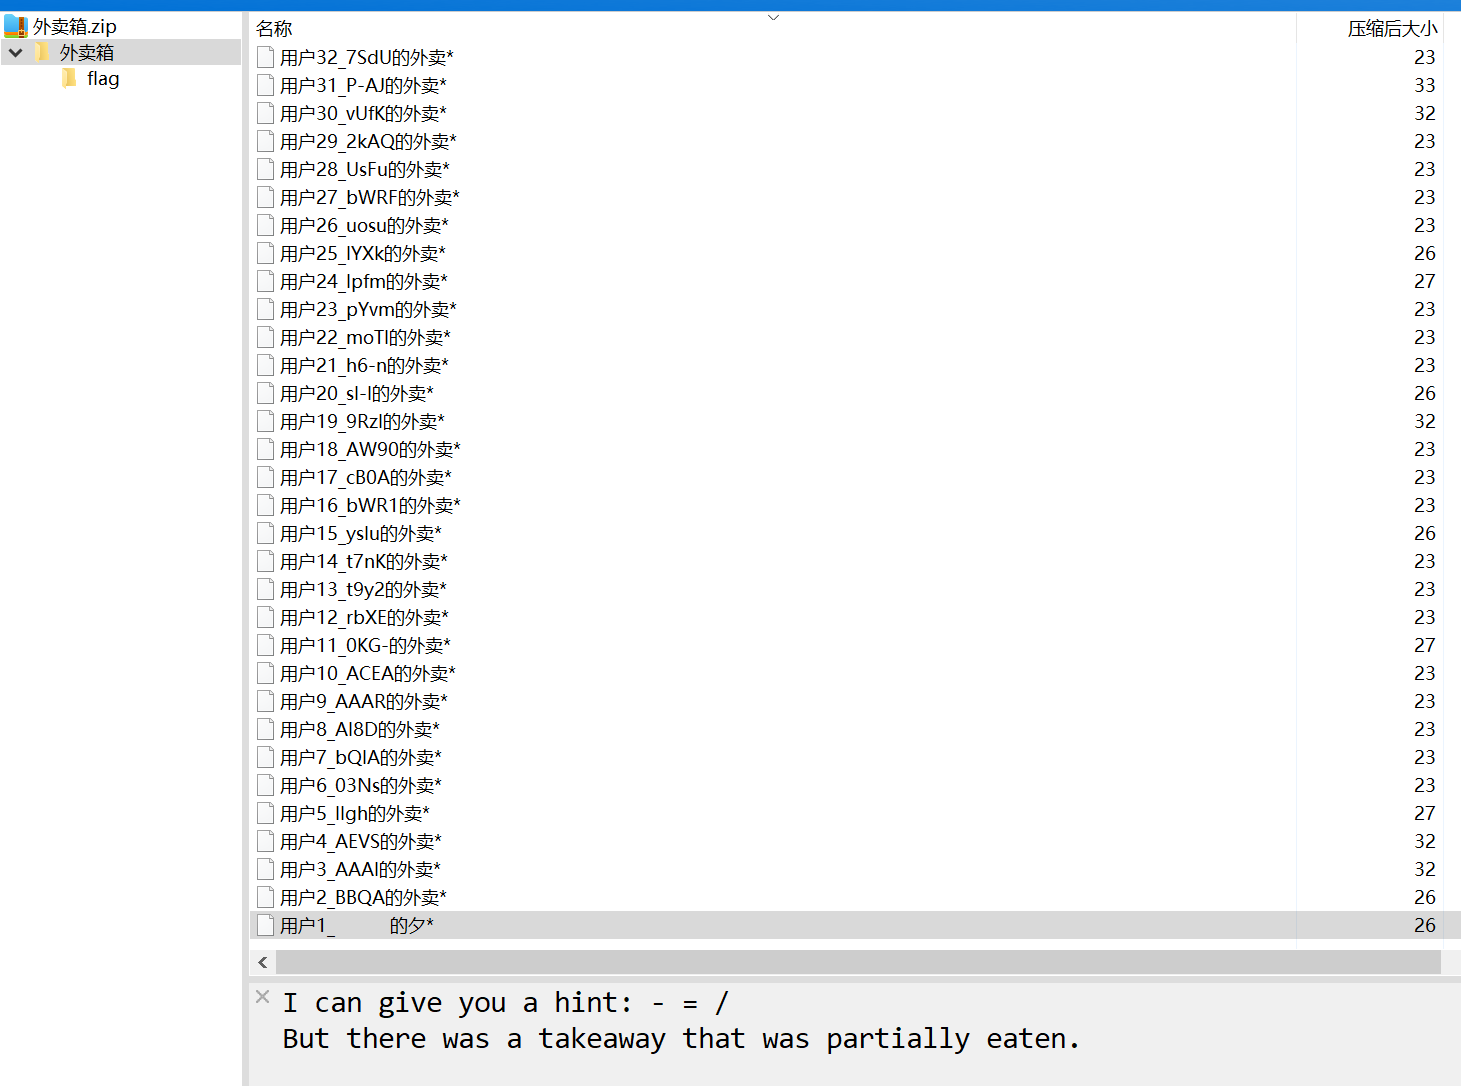 外卖箱.zip
外卖箱
flag
名称 压缩后大小
用户32_7SdU的外卖* 23
用户31_P-AJ的外卖* 33
用户30_vUfK的外卖* 32
用户29_2kAQ的外卖* 23
用户28_UsFu的外卖* 23
用户27_bWRF的外卖* 23
用户26_uosu的外卖* 23
用户25_lYXk的外卖* 26
用户24_lpfm的外卖* 27
用户23_pYvm的外卖* 23
用户22_moTl的外卖* 23
用户21_h6-n的外卖* 23
用户20_sl-l的外卖* 26
用户19_9Rzl的外卖* 32
用户18_AW90的外卖* 23
用户17_cB0A的外卖* 23
用户16_bWR1的外卖* 23
用户15_yslu的外卖* 26
用户14_t7nK的外卖* 23
用户13_t9y2的外卖* 23
用户12_rbXE的外卖* 23
用户11_0KG-的外卖* 27
用户10_ACEA的外卖* 23
用户9_AAAR的外卖* 23
用户8_Al8D的外卖* 23
用户7_bQlA的外卖* 23
用户6_03Ns的外卖* 23
用户5_llgh的外卖* 27
用户4_AEVS的外卖* 32
用户3_AAAI的外卖* 32
用户2_BBQA的外卖* 26
用户1_ 的夕* 26
I can give you a hint: - = /
But there was a takeaway that was partially eaten.